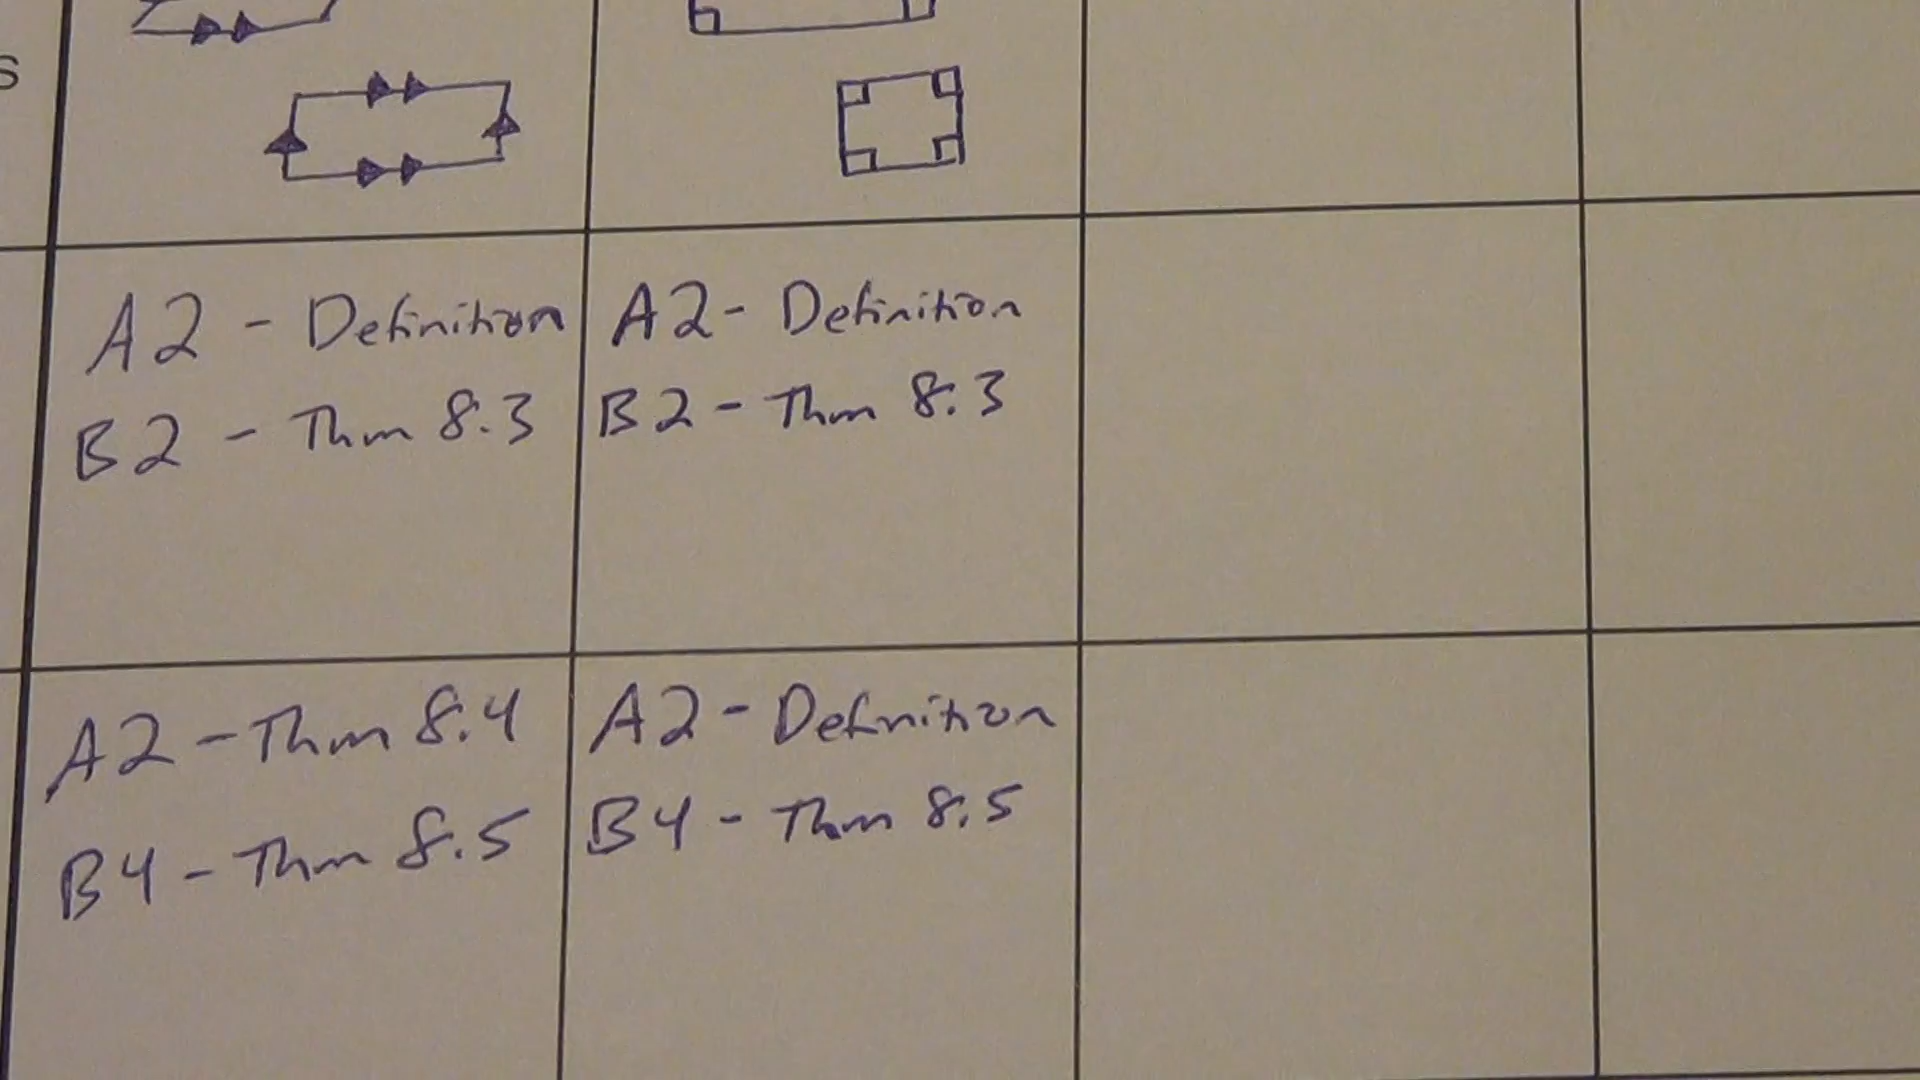 A2 - Definition
B2 - Thm 8.3
A2 - Definition
B2 - Thm 8.3
A2 - Thm 8.4
B4 - Thm 8.5
A2 - Definition
B4 - Thm 8.5